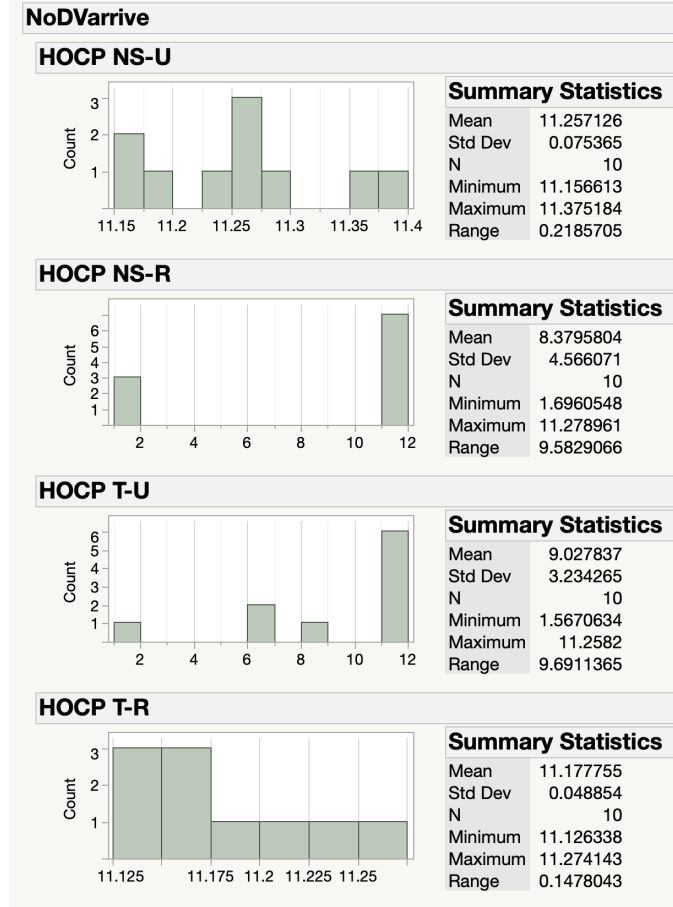 NoDVarrive
HOCP NS-U
3
2
1
Count
11.15 11.2 11.25 11.3 11.35 11.4
Summary Statistics
Mean 11.257126
Std Dev 0.075365
N 10
Minimum 11.156613
Maximum 11.375184
Range 0.2185705
HOCP NS-R
6
5
4
3
2
1
Count
2 4 6 8 10 12
Summary Statistics
Mean 8.3795804
Std Dev 4.566071
N 10
Minimum 1.6960548
Maximum 11.278961
Range 9.5829066
HOCP T-U
6
5
4
3
2
1
Count
2 4 6 8 10 12
Summary Statistics
Mean 9.027837
Std Dev 3.234265
N 10
Minimum 1.5670634
Maximum 11.2582
Range 9.6911365
HOCP T-R
3
2
1
Count
11.125 11.175 11.2 11.225 11.25
Summary Statistics
Mean 11.177755
Std Dev 0.048854
N 10
Minimum 11.126338
Maximum 11.274143
Range 0.1478043